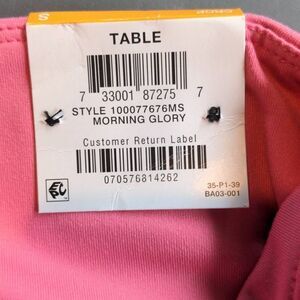 S
TABLE
7 33001 87275 7
STYLE 100077676MS
MORNING GLORY
Customer Return Label
070576814262
35-P1-39
BA03-001